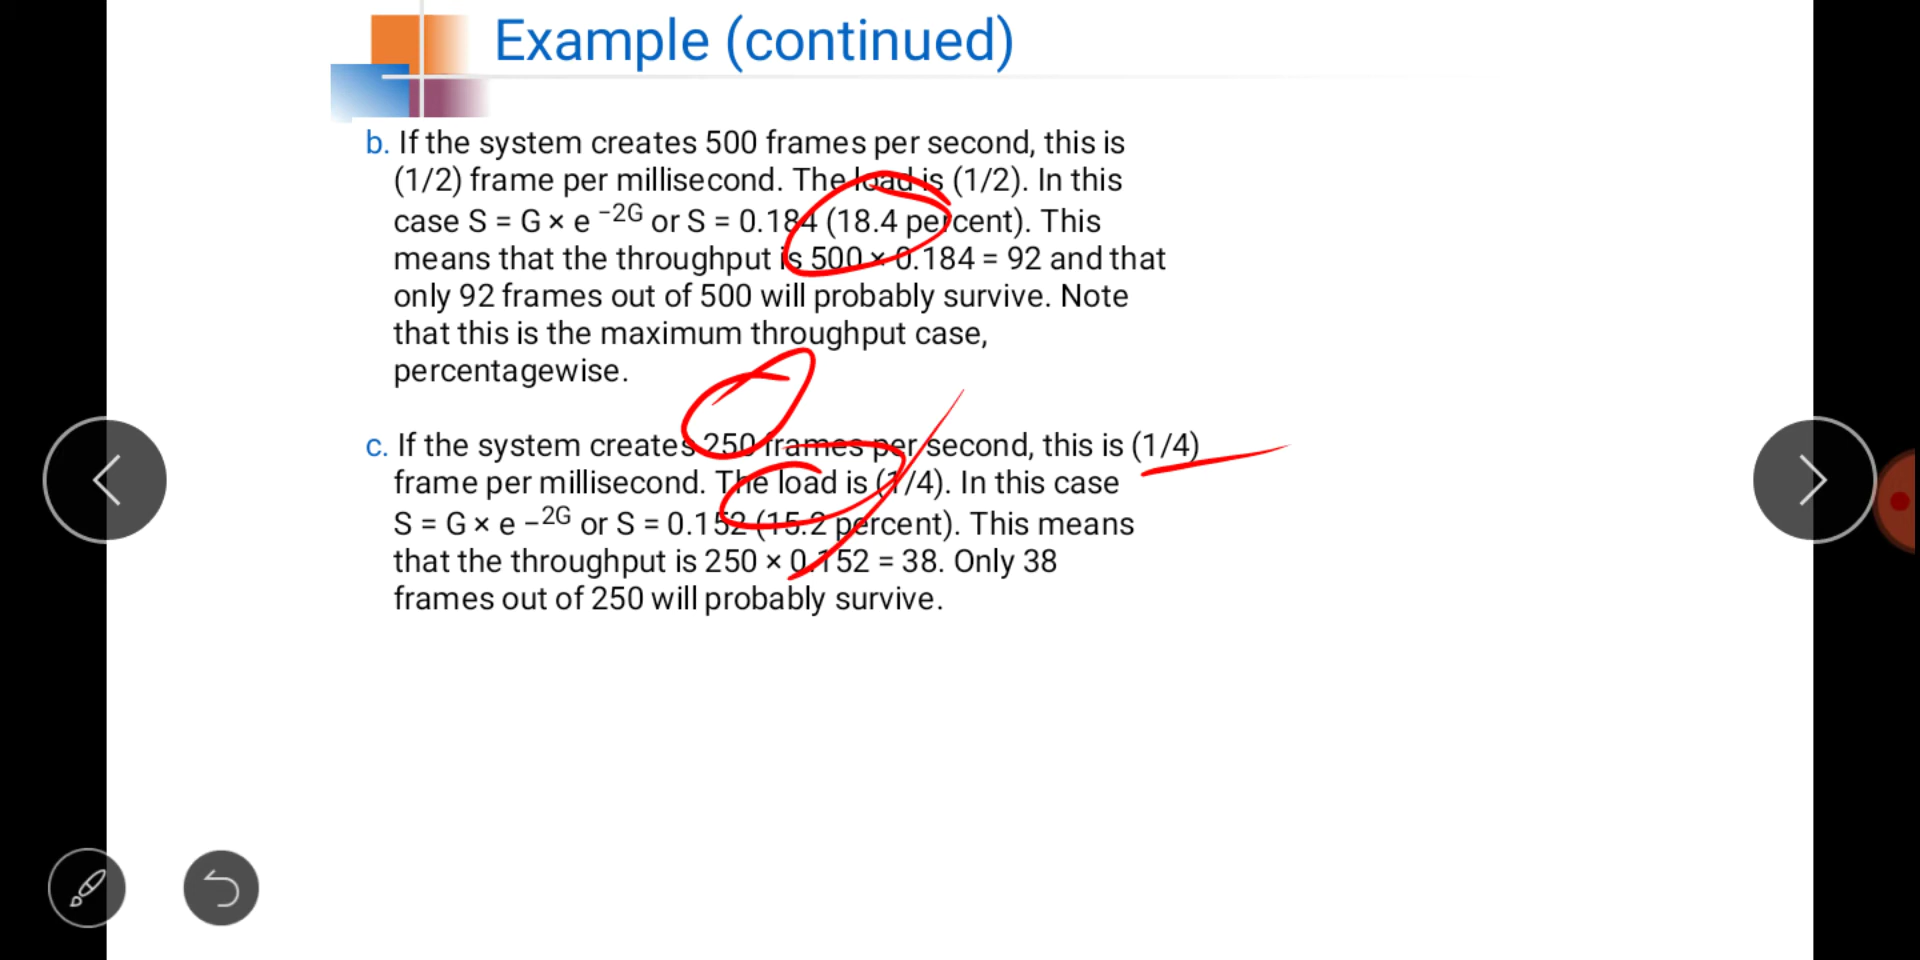 Example (continued)
b. If the system creates 500 frames per second, this is
(1/2) frame per millisecond. The load is (1/2). In this
case S = G × e −2G or S = 0.184 (18.4 percent). This
means that the throughput is 500 × 0.184 = 92 and that
only 92 frames out of 500 will probably survive. Note
that this is the maximum throughput case,
percentagewise.
c. If the system creates 250 frames per second, this is (1/4)
frame per millisecond. The load is (1/4). In this case
S = G × e −2G or S = 0.152 (15.2 percent). This means
that the throughput is 250 × 0.152 = 38. Only 38
frames out of 250 will probably survive.